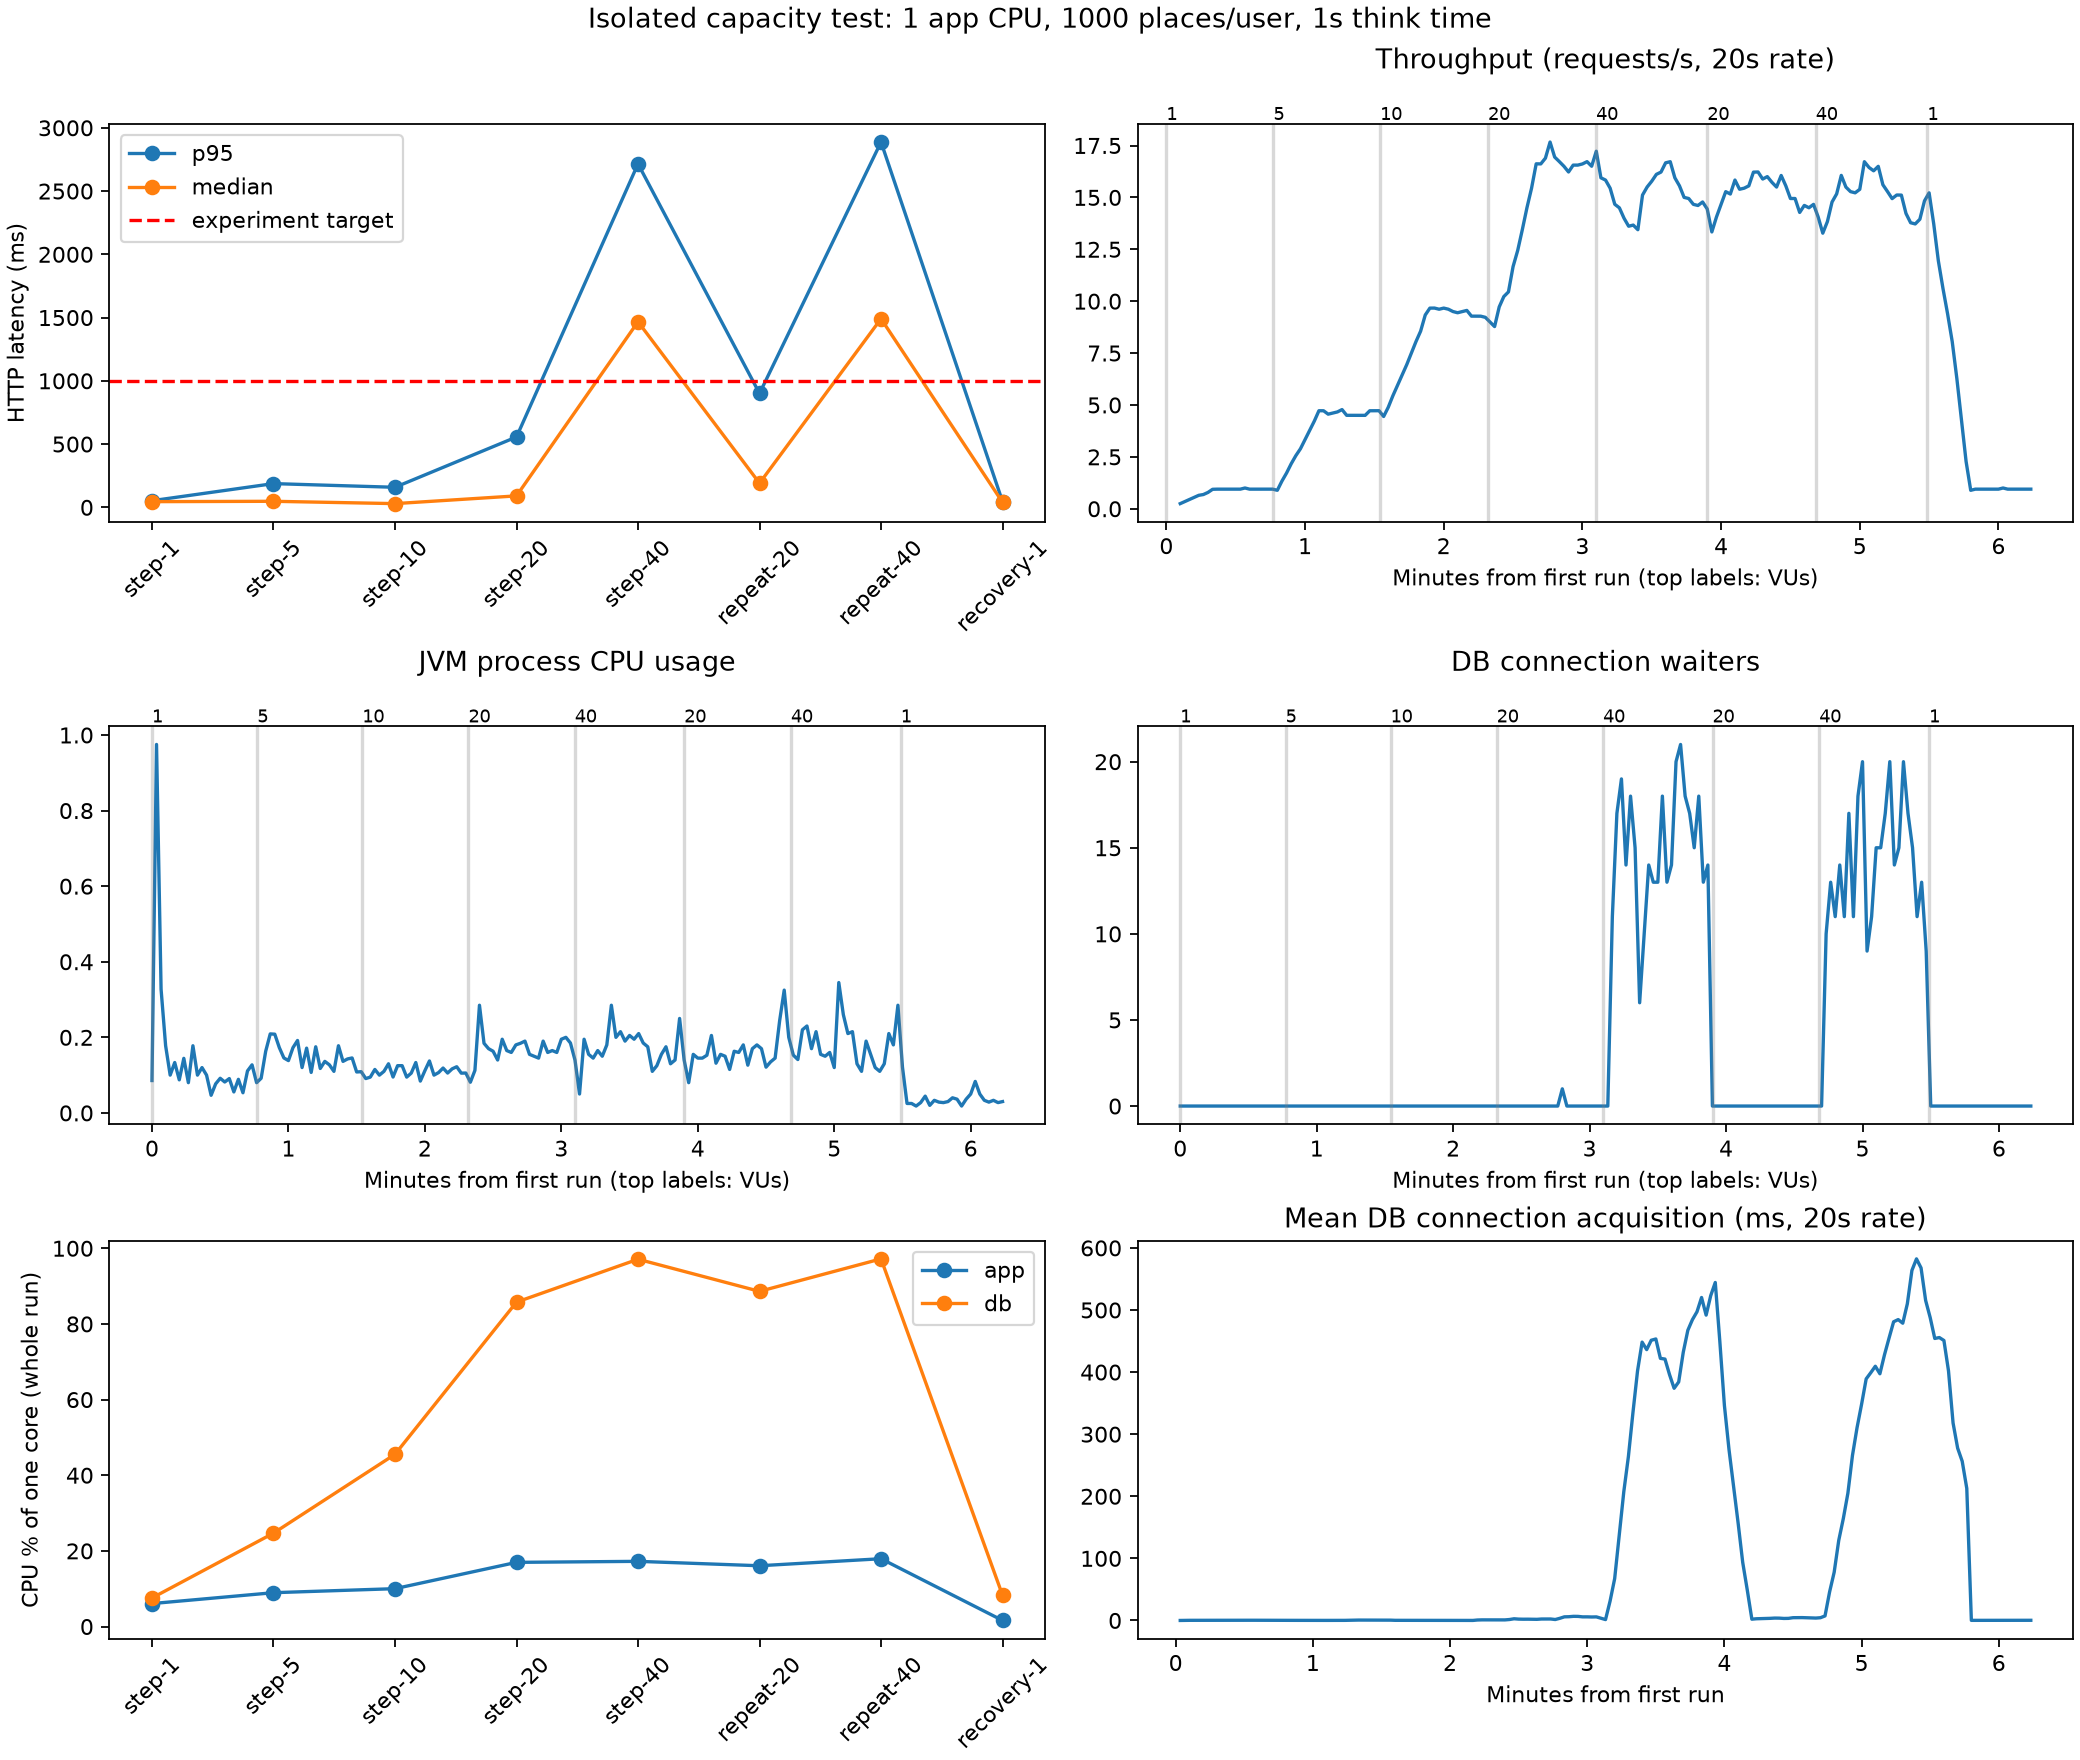 Isolated capacity test: 1 app CPU, 1000 places/user, 1s think time
HTTP latency (ms)
3000
2500
2000
1500
1000
500
0
p95
median
experiment target
step-1
step-5
step-10
step-20
step-40
repeat-20
repeat-40
recovery-1
Throughput (requests/s, 20s rate)
1 5 10 20 40 20 40 1
17.5
15.0
12.5
10.0
7.5
5.0
2.5
0.0
0 1 2 3 4 5 6
Minutes from first run (top labels: VUs)
JVM process CPU usage
1 5 10 20 40 20 40 1
1.0
0.8
0.6
0.4
0.2
0.0
0 1 2 3 4 5 6
Minutes from first run (top labels: VUs)
DB connection waiters
1 5 10 20 40 20 40 1
20
15
10
5
0
0 1 2 3 4 5 6
Minutes from first run (top labels: VUs)
CPU % of one core (whole run)
100
80
60
40
20
0
app
db
step-1
step-5
step-10
step-20
step-40
repeat-20
repeat-40
recovery-1
Mean DB connection acquisition (ms, 20s rate)
600
500
400
300
200
100
0
0 1 2 3 4 5 6
Minutes from first run